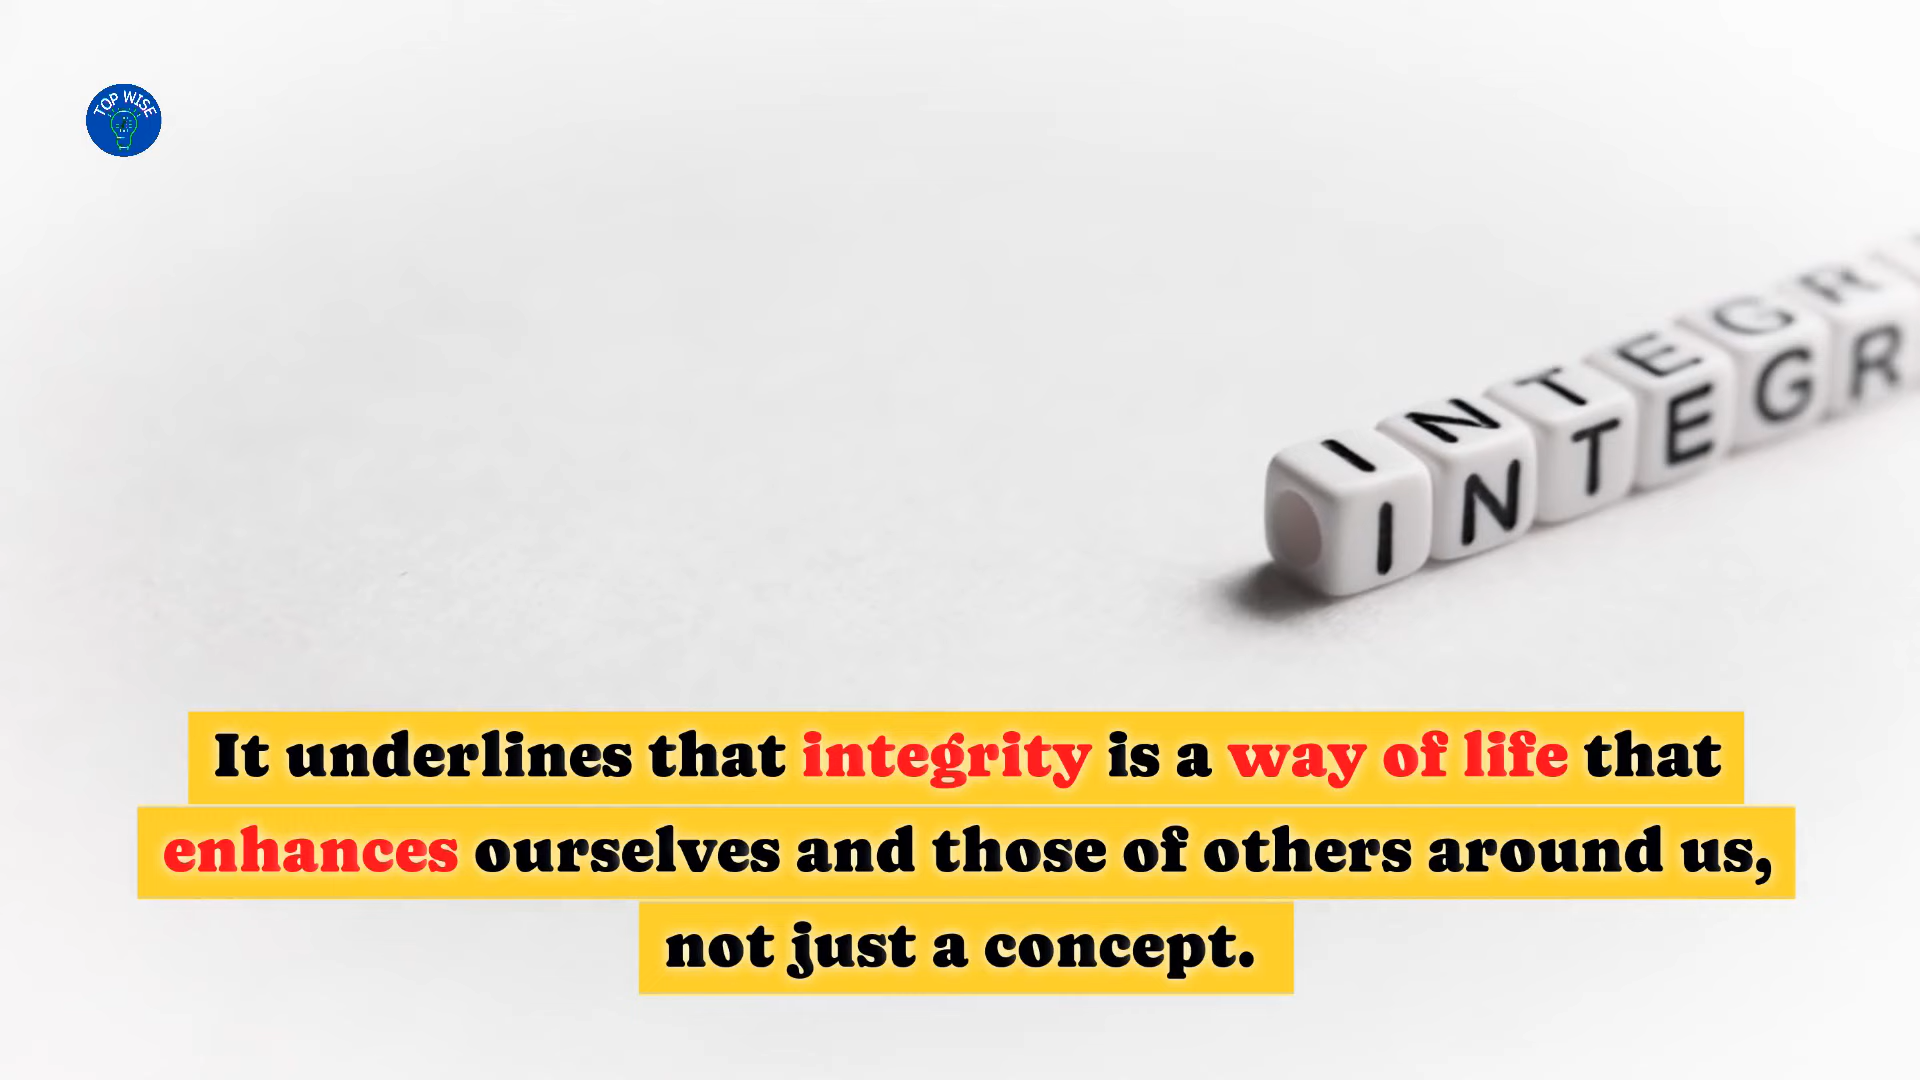 TOP WISE
I N T E G R
I N T E G R
It underlines that integrity is a way of life that
enhances ourselves and those of others around us,
not just a concept.